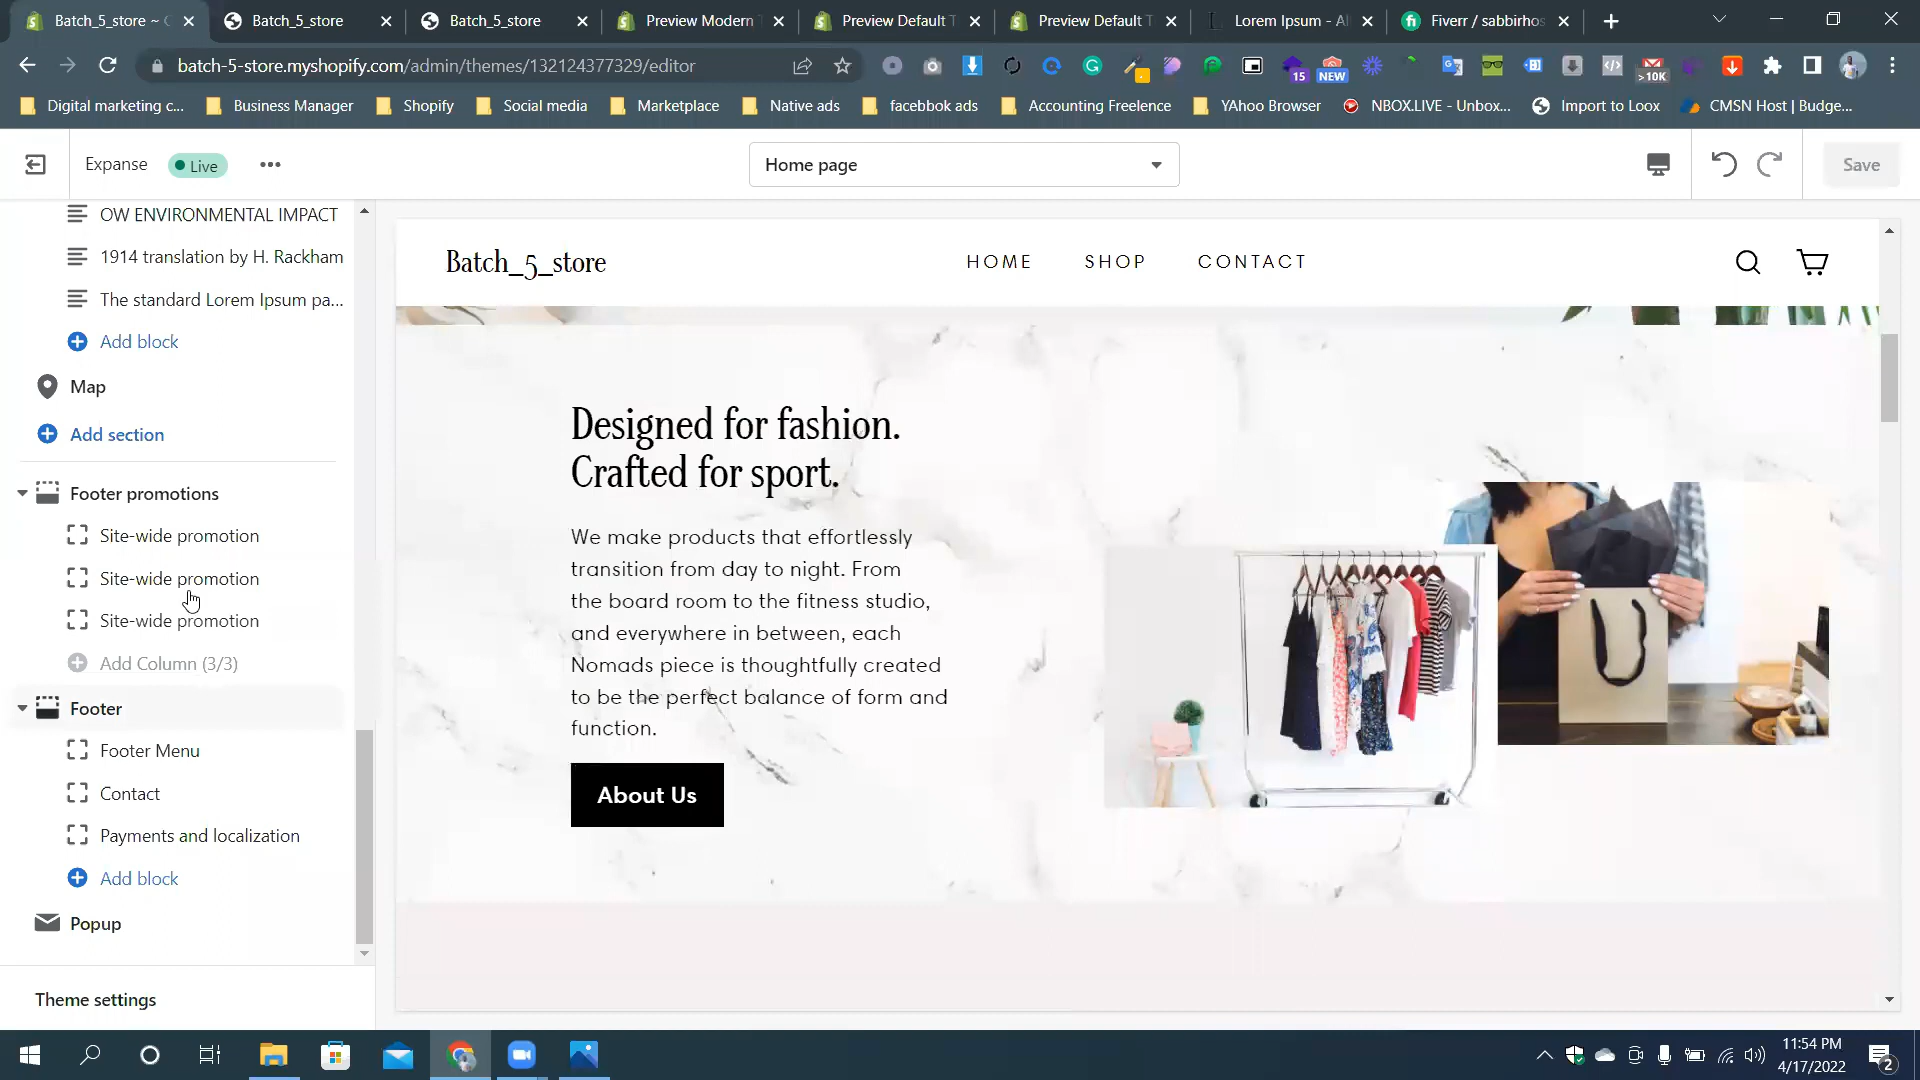 Batch_5_store ~
Batch_5_store
Batch_5_store
Preview Modern
Preview Default T
Preview Default T
Lorem Ipsum - Al
Fiverr / sabbirhos
batch-5-store.myshopify.com/admin/themes/132124377329/editor
15
NEW
>10K
Digital marketing c...
Business Manager
Shopify
Social media
Marketplace
Native ads
facebbok ads
Accounting Freelence
YAhoo Browser
NBOX.LIVE - Unbox...
Import to Loox
CMSN Host | Budge...
Expanse
Live
Home page
Save
OW ENVIRONMENTAL IMPACT
1914 translation by H. Rackham
The standard Lorem Ipsum pa...
Add block
Map
Add section
Footer promotions
Site-wide promotion
Site-wide promotion
Site-wide promotion
Add Column (3/3)
Footer
Footer Menu
Contact
Payments and localization
Add block
Popup
Theme settings
Batch_5_store
HOME
SHOP
CONTACT
Designed for fashion.
Crafted for sport.
We make products that effortlessly
transition from day to night. From
the board room to the fitness studio,
and everywhere in between, each
Nomads piece is thoughtfully created
to be the perfect balance of form and
function.
About Us
11:54 PM
4/17/2022
2